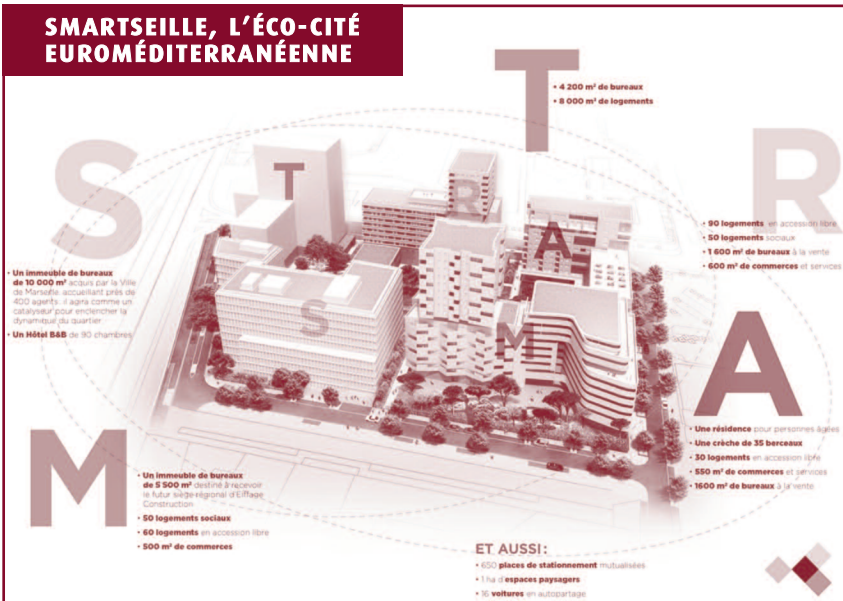 SMARTSEILLE, L'ÉCO-CITÉ
EUROMÉDITERRANÉENNE
S
• Un immeuble de bureaux
de 10 000 m² acquis par la Ville
de Marseille, accueillant près de
400 agents, il agira comme un
catalyseur pour enclencher la
dynamique du quartier
• Un Hôtel B&B de 90 chambres
T
• 4 200 m² de bureaux
• 8 000 m² de logements
R
• 90 logements en accession libre
• 50 logements sociaux
• 1 600 m² de bureaux à la vente
• 600 m² de commerces et services
T
R
A
S
M
A
• Une résidence pour personnes âgées
• Une crèche de 35 berceaux
• 30 logements en accession libre
• 550 m² de commerces et services
• 1600 m² de bureaux à la vente
M
• Un immeuble de bureaux
de 5 500 m² destiné à recevoir
le futur siège régional d'Eiffage
Construction
• 50 logements sociaux
• 60 logements en accession libre
• 500 m² de commerces
ET AUSSI :
• 650 places de stationnement mutualisées
• 1 ha d'espaces paysagers
• 16 voitures en autopartage